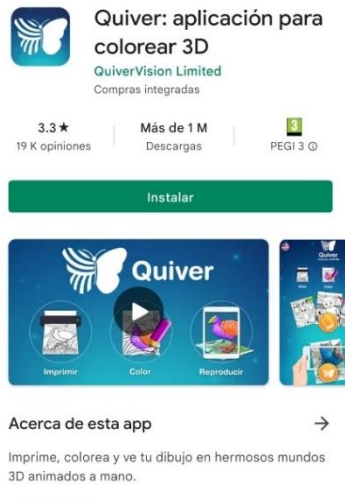 Quiver: aplicación para
colorear 3D
QuiverVision Limited
Compras integradas
3.3★
19 K opiniones
Más de 1 M
Descargas
3
PEGI 3
Instalar
Quiver
Imprimir
Color
Reproducir
Quiver
Acerca de esta app
Imprime, colorea y ve tu dibujo en hermosos mundos
3D animados a mano.